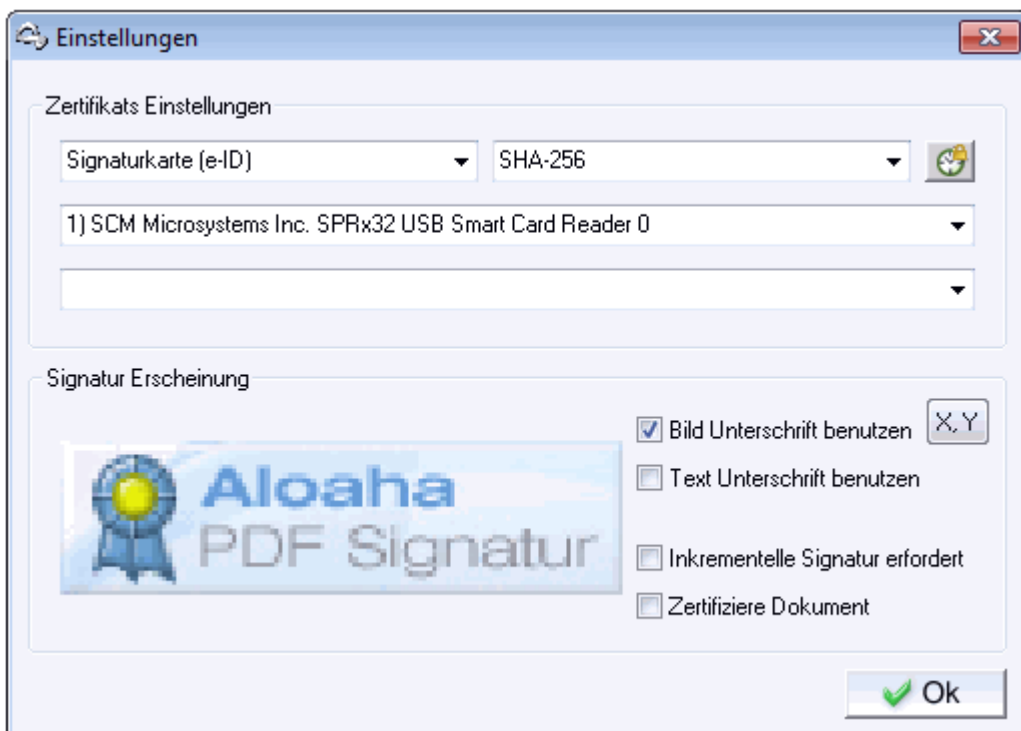 Einstellungen
Zertifikats Einstellungen
Signaturkarte (e-ID) SHA-256
1) SCM Microsystems Inc. SPRx32 USB Smart Card Reader 0
Signatur Erscheinung
Aloaha
PDF Signatur
Bild Unterschrift benutzen X, Y
Text Unterschrift benutzen
Inkrementelle Signatur erfordert
Zertifiziere Dokument
Ok